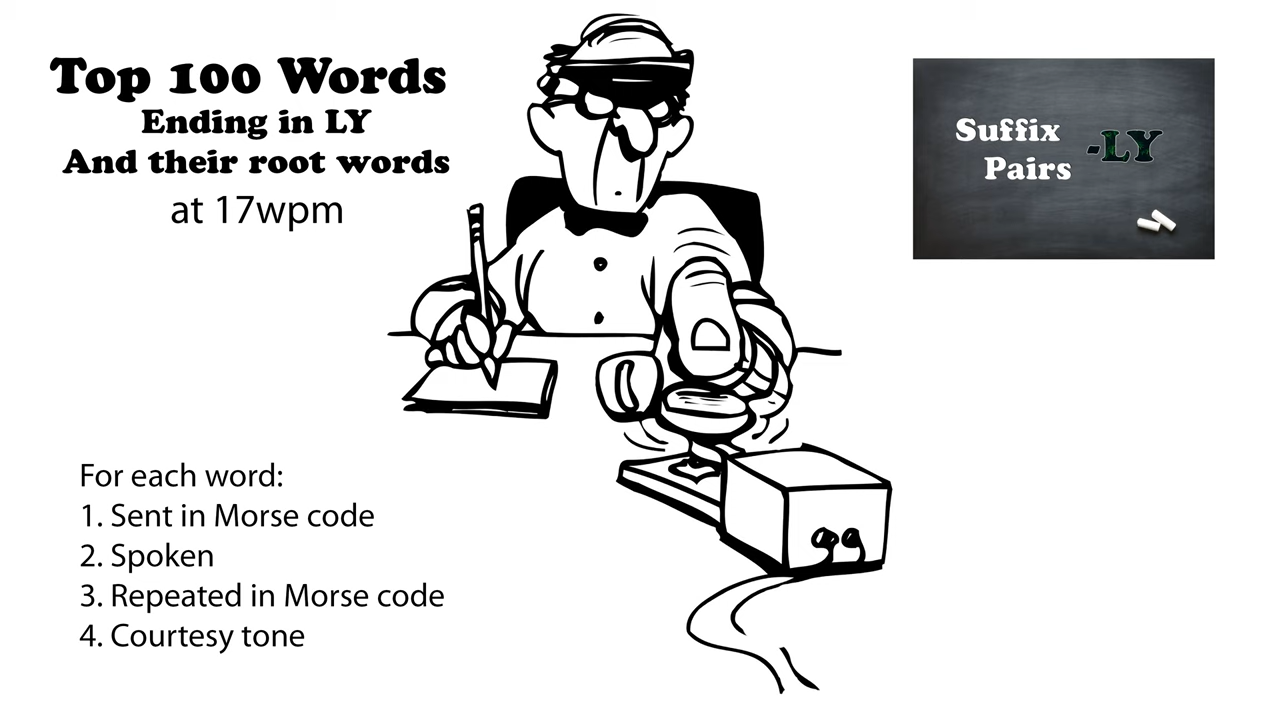 Top 100 Words
Ending in LY
And their root words
at 17wpm
Suffix
Pairs
-LY
For each word:
1. Sent in Morse code
2. Spoken
3. Repeated in Morse code
4. Courtesy tone